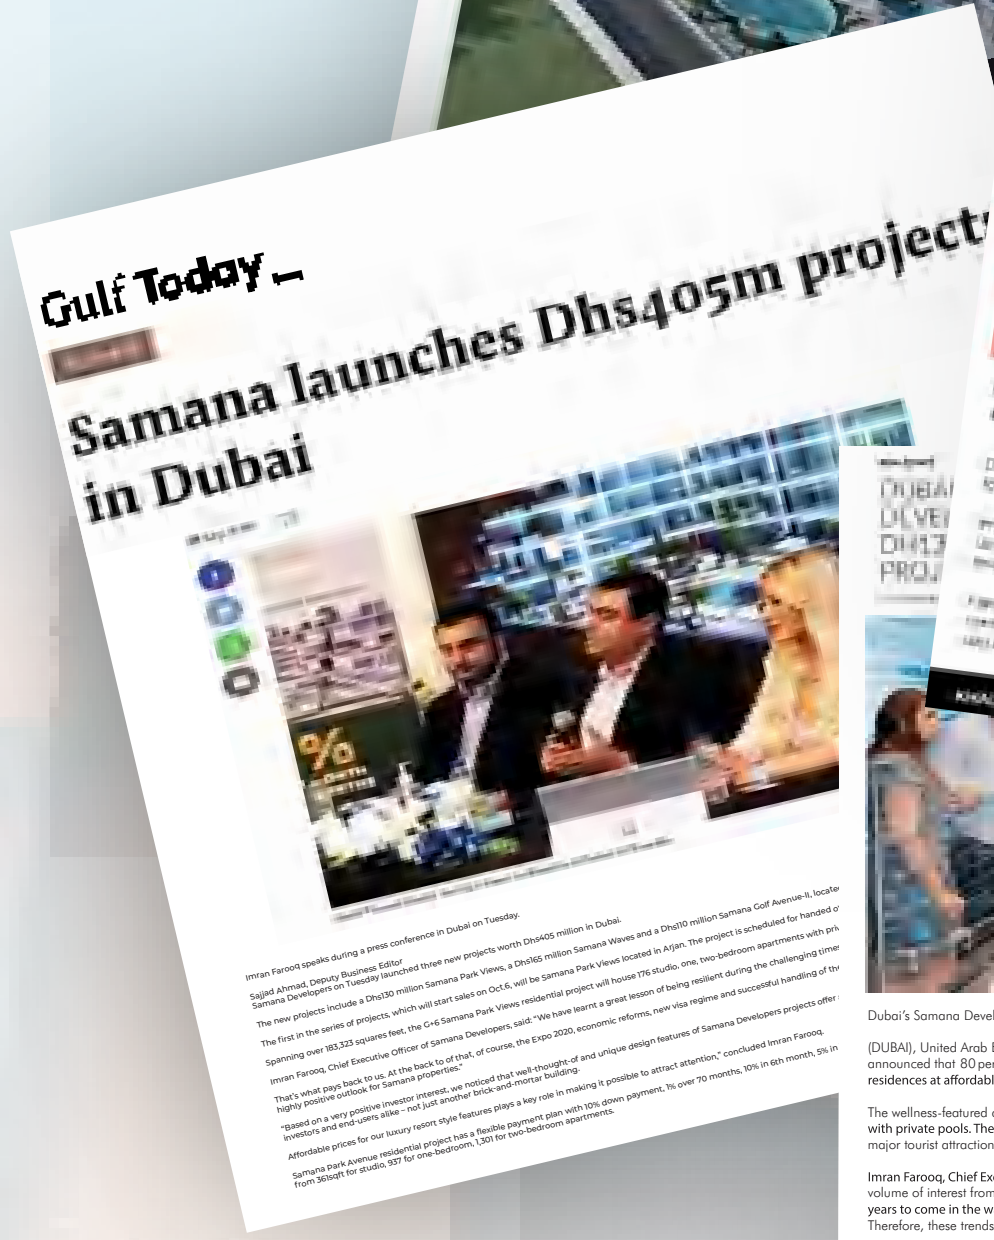 Gulf Today
Samana launches Dhs405m projects
in Dubai
%
Imran Farooq speaks during a press conference in Dubai on Tuesday.
Sajjad Ahmad, Deputy Business Editor
Samana Developers on Tuesday launched three new projects worth Dhs405 million in Dubai.
The new projects include a Dhs130 million Samana Park Views, a Dhs165 million Samana Waves and a Dhs110 million Samana Golf Avenue-II, locate
The first in the series of projects, which will start sales on Oct.6, will be Samana Park Views located in Arjan. The project is scheduled for handed o
Spanning over 183,323 squares feet, the G+6 Samana Park Views residential project will house 176 studio, one, two-bedroom apartments with priv
Imran Farooq, Chief Executive Officer of Samana Developers, said: “We have learnt a great lesson of being resilient during the challenging times
That’s what pays back to us. At the back to of that, of course, the Expo 2020, economic reforms, new visa regime and successful handling of th
highly positive outlook for Samana properties.”
“Based on a very positive investor interest, we noticed that well-thought-of and unique design features of Samana Developers projects offer
investors and end-users alike – not just another brick-and-mortar building.
Affordable prices for our luxury resort style features plays a key role in making it possible to attract attention,” concluded Imran Farooq.
Samana Park Avenue residential project has a flexible payment plan with 10% down payment, 1% over 70 months, 10% in 6th month, 5% in
from 361sqft for studio, 937 for one-bedroom, 1,301 for two-bedroom apartments.
DUBAI
DEVE
PROJ
Dubai’s Samana Devel
(DUBAI), United Arab E
announced that 80 per
residences at affordabl
The wellness-featured
with private pools. The
major tourist attraction
Imran Farooq, Chief Exe
volume of interest from
years to come in the w
Therefore, these trends